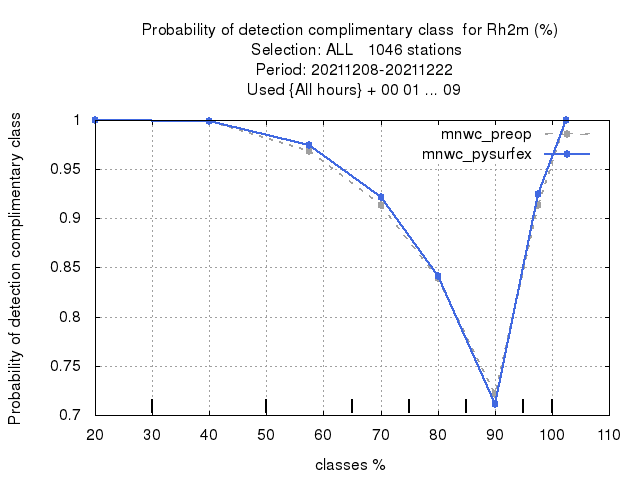 Probability of detection complimentary class  for Rh2m (%)
Selection: ALL   1046 stations
Period: 20211208-20211222
Used {All hours} + 00 01 ... 09
Probability of detection complimentary class
1
0.95
0.9
0.85
0.8
0.75
0.7
mnwc_preop
mnwc_pysurfex
20 30 40 50 60 70 80 90 100 110
classes %